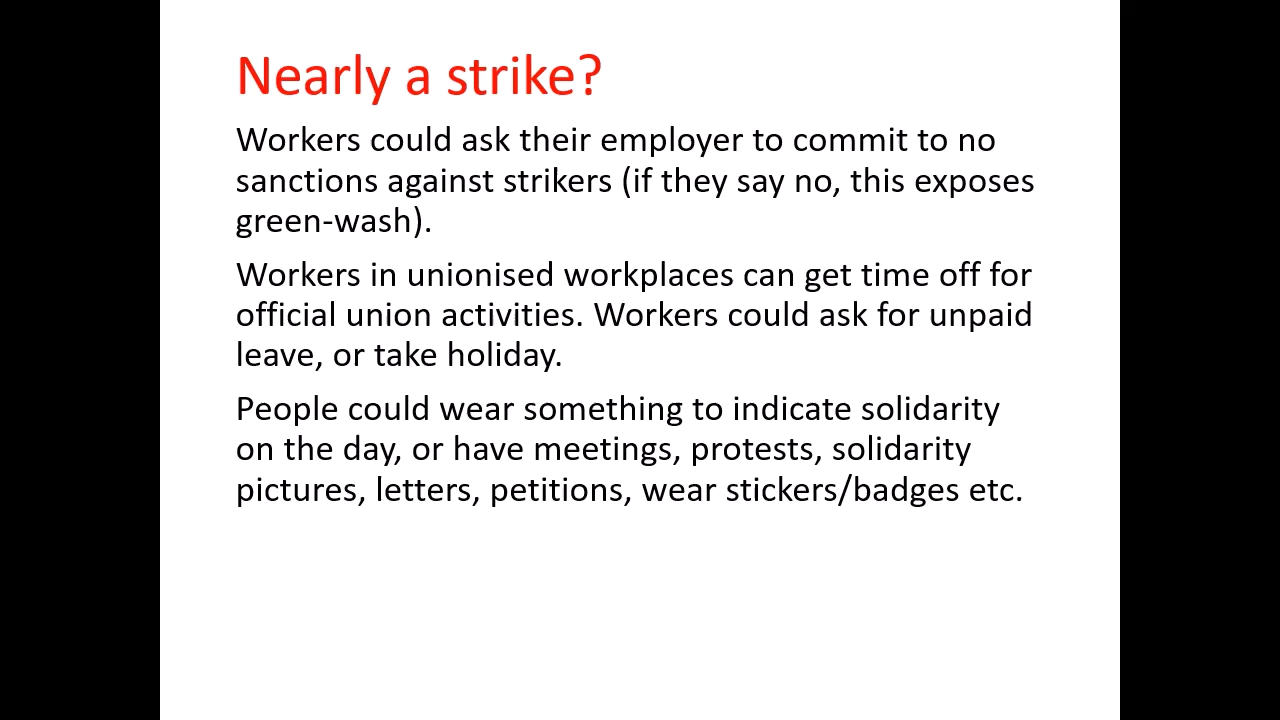 Nearly a strike?
Workers could ask their employer to commit to no
sanctions against strikers (if they say no, this exposes
green-wash).
Workers in unionised workplaces can get time off for
official union activities. Workers could ask for unpaid
leave, or take holiday.
People could wear something to indicate solidarity
on the day, or have meetings, protests, solidarity
pictures, letters, petitions, wear stickers/badges etc.